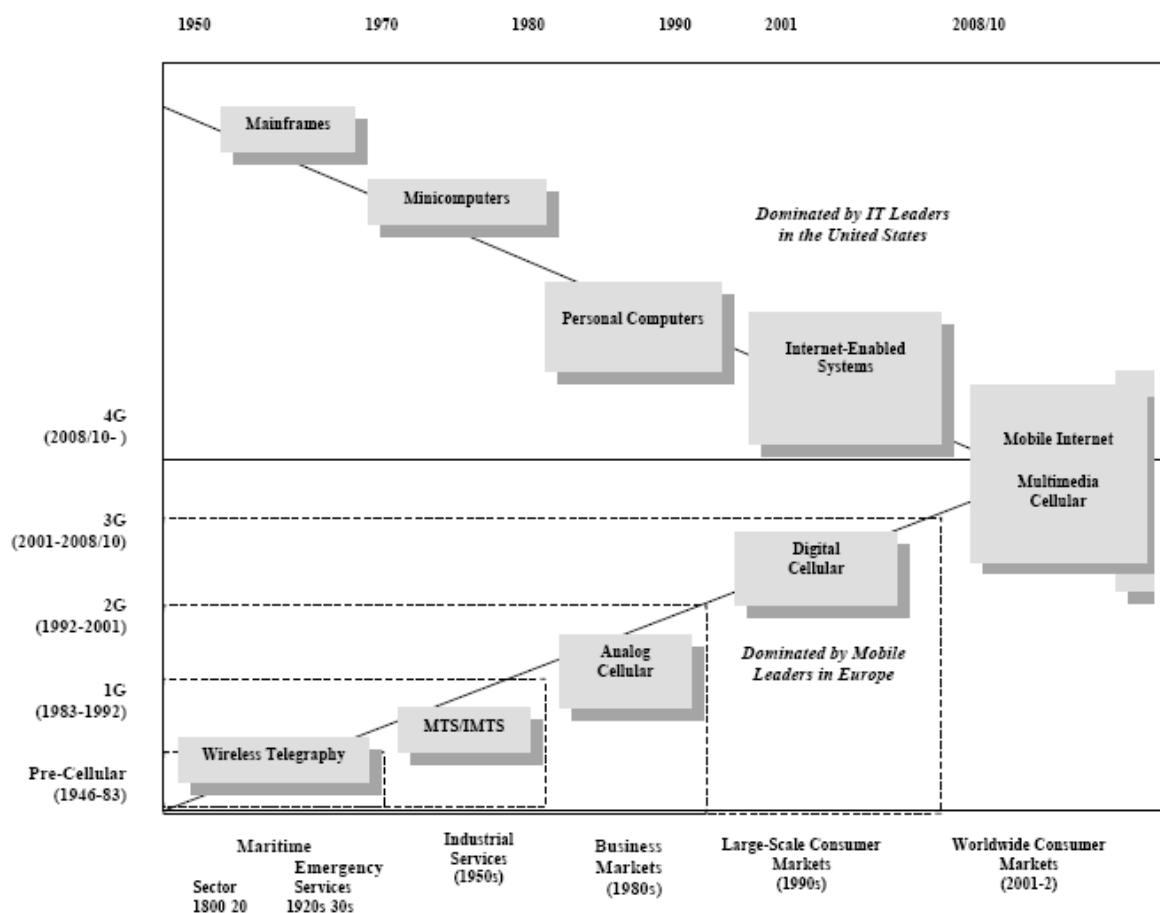 1950 1970 1980 1990 2001 2008/10
Mainframes
Minicomputers
Dominated by IT Leaders
in the United States
Personal Computers
Internet-Enabled
Systems
4G
(2008/10- )
Mobile Internet
Multimedia
Cellular
3G
(2001-2008/10)
Digital
Cellular
2G
(1992-2001)
Analog
Cellular
Dominated by Mobile
Leaders in Europe
1G
(1983-1992)
MTS/IMTS
Wireless Telegraphy
Pre-Cellular
(1946-83)
Maritime
Sector
1800 20
Emergency
Services
1920s 30s
Industrial
Services
(1950s)
Business
Markets
(1980s)
Large-Scale Consumer
Markets
(1990s)
Worldwide Consumer
Markets
(2001-2)